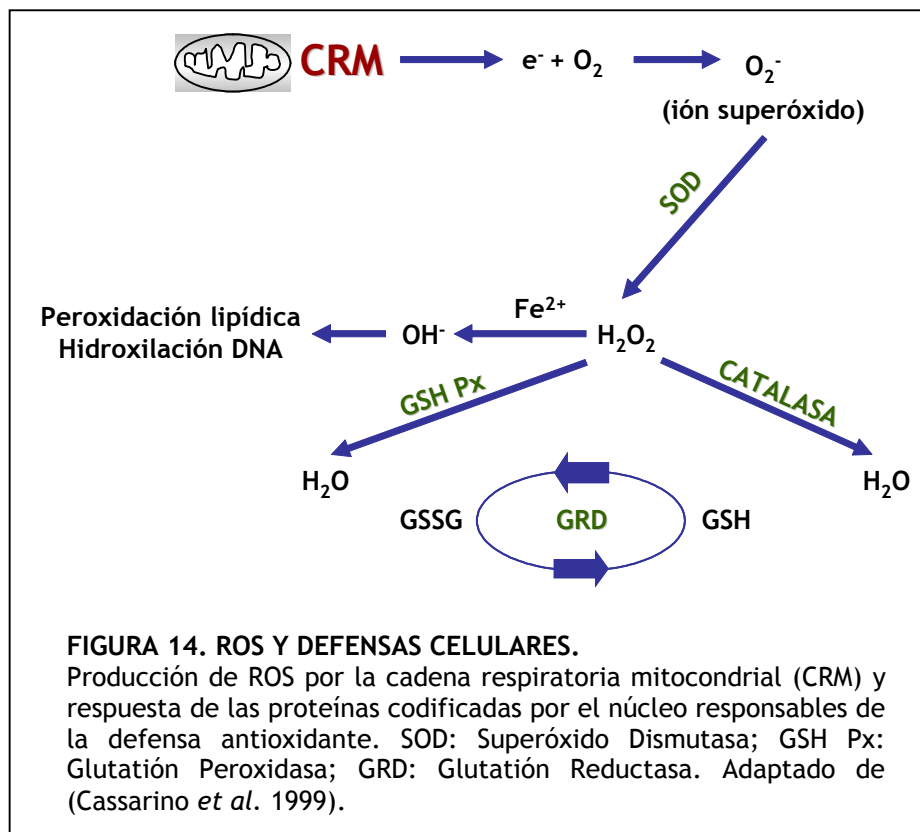 CRM e⁻ + O₂ O₂⁻
(ión superóxido)
SOD
Peroxidación lipídica
Hidroxilación DNA
OH⁻ Fe²⁺ H₂O₂
GSH Px CATALASA
H₂O H₂O
GSSG GRD GSH
FIGURA 14. ROS Y DEFENSAS CELULARES.
Producción de ROS por la cadena respiratoria mitocondrial (CRM) y
respuesta de las proteínas codificadas por el núcleo responsables de
la defensa antioxidante. SOD: Superóxido Dismutasa; GSH Px:
Glutatión Peroxidasa; GRD: Glutatión Reductasa. Adaptado de
(Cassarino et al. 1999).